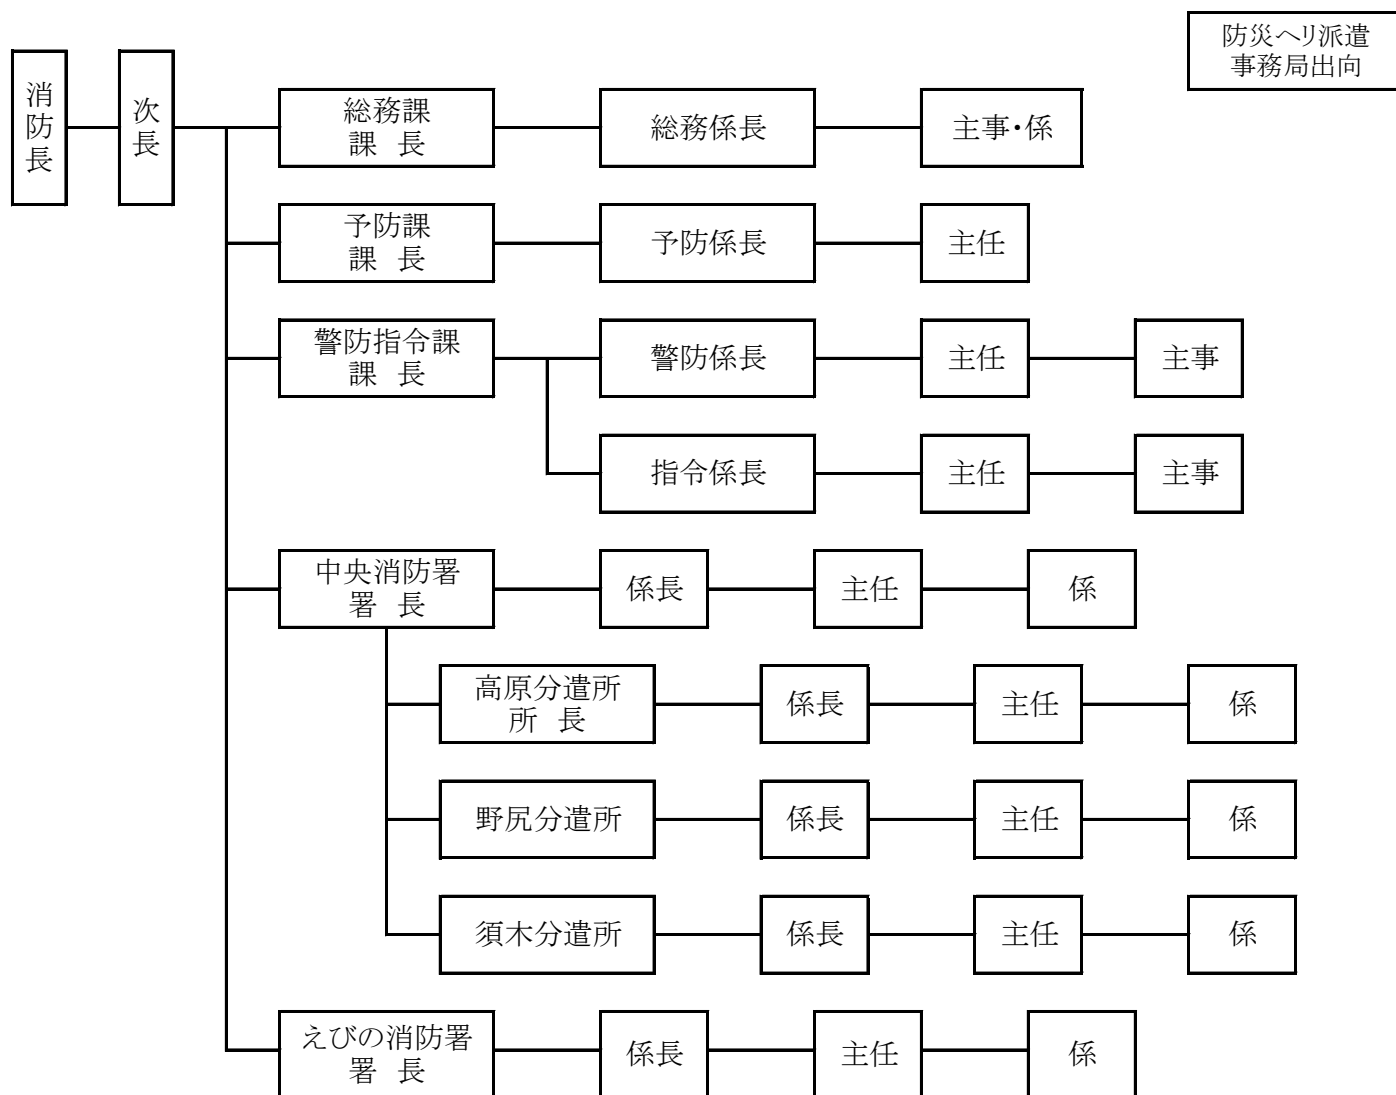 防災ヘリ派遣
事務局出向
消防長
次長
総務課
課 長
総務係長
主事・係
予防課
課 長
予防係長
主任
警防指令課
課 長
警防係長
主任
主事
指令係長
主任
主事
中央消防署
署 長
係長
主任
係
高原分遣所
所 長
係長
主任
係
野尻分遣所
係長
主任
係
須木分遣所
係長
主任
係
えびの消防署
署 長
係長
主任
係